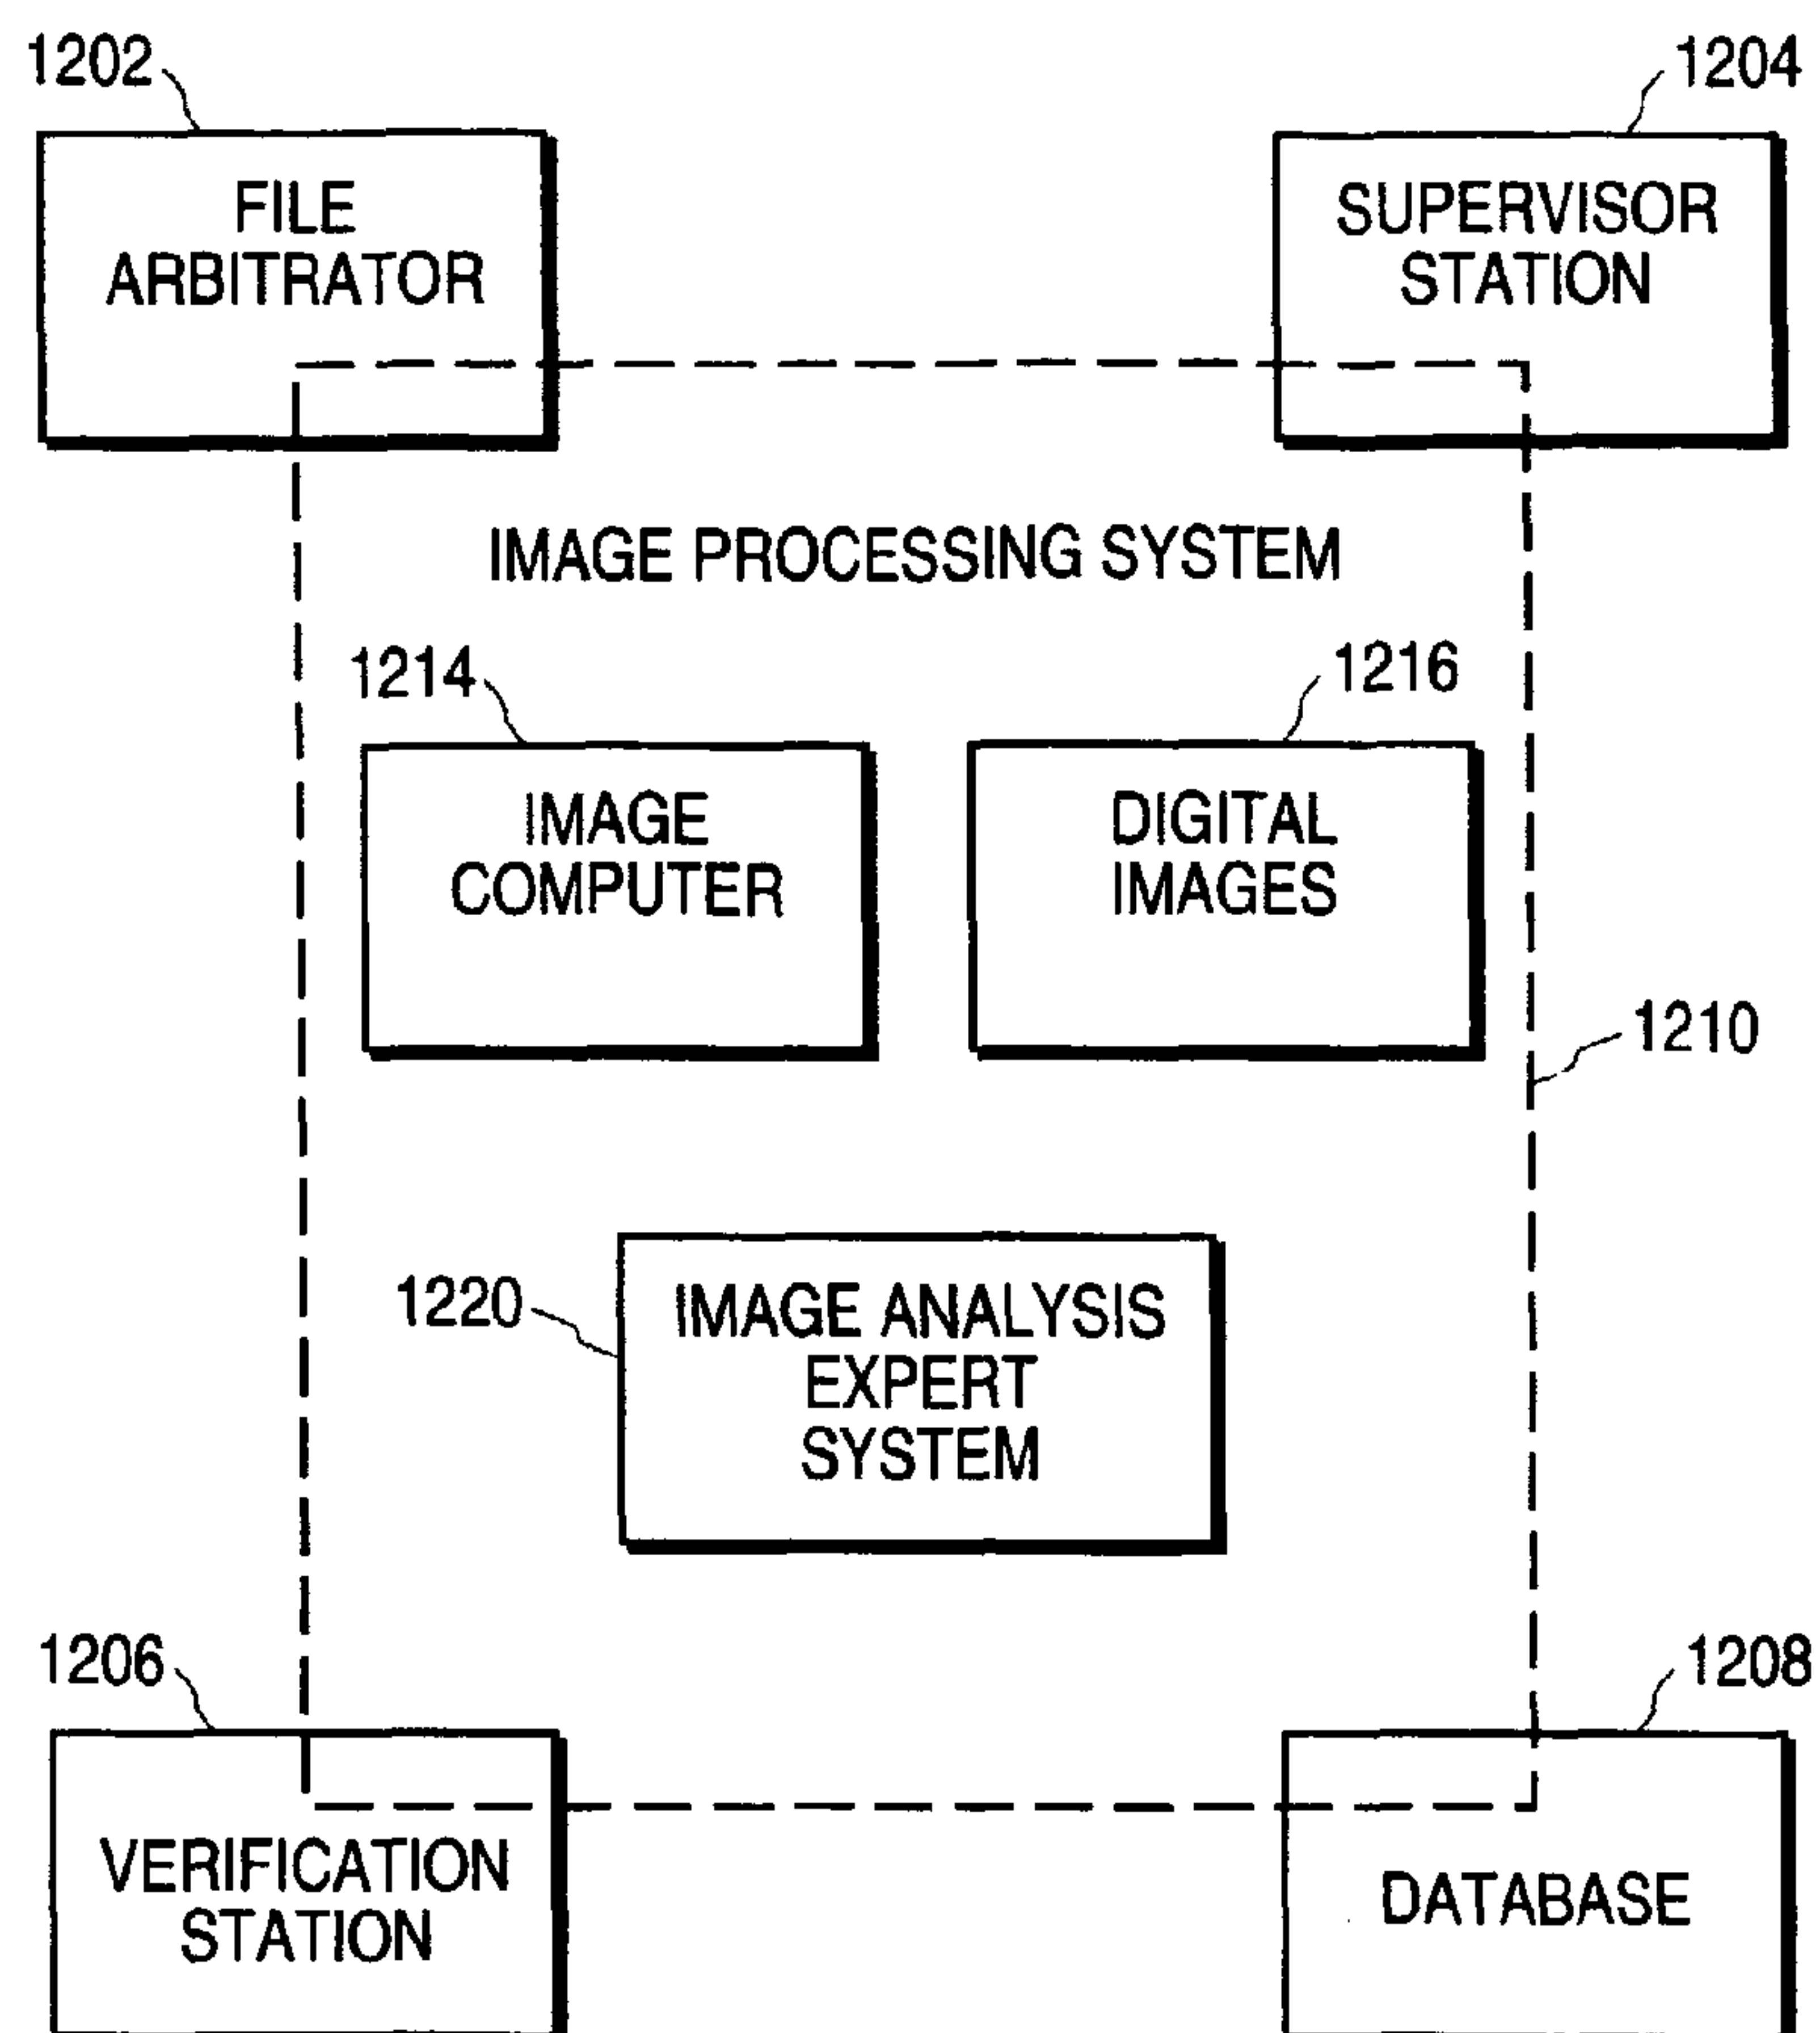 1202
1204
FILE
ARBITRATOR
SUPERVISOR
STATION
IMAGE PROCESSING SYSTEM
1214
1216
IMAGE
COMPUTER
DIGITAL
IMAGES
1210
1220
IMAGE ANALYSIS
EXPERT
SYSTEM
1206
1208
VERIFICATION
STATION
DATABASE